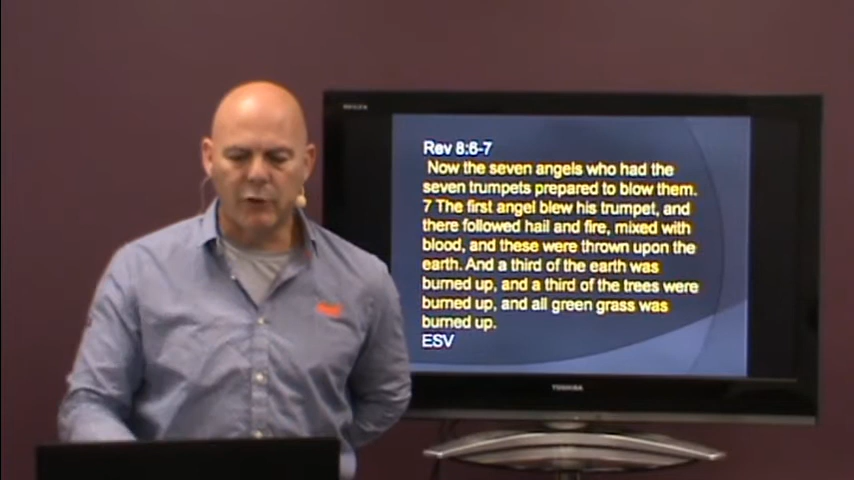 Rev 8:6-7
Now the seven angels who had the
seven trumpets prepared to blow them.
7 The first angel blew his trumpet, and
there followed hail and fire, mixed with
blood, and these were thrown upon the
earth. And a third of the earth was
burned up, and a third of the trees were
burned up, and all green grass was
burned up.
ESV
TOSHIBA